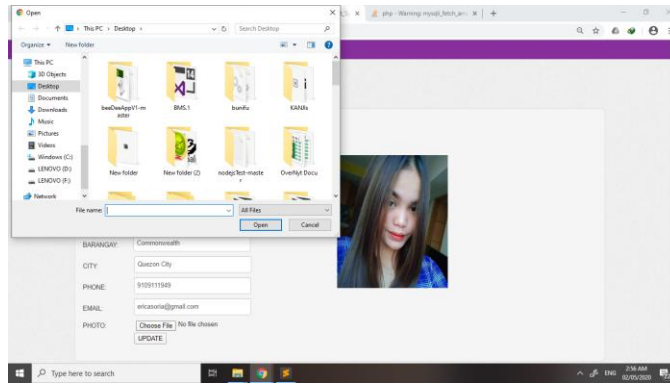 Open
php - Warning: mysqli_fetch_arr
This PC > Desktop >
Search Desktop
Organize
New folder
This PC
3D Objects
Desktop
Documents
Downloads
Music
Pictures
Videos
Windows (C:)
LENOVO (D:)
LENOVO (F:)
Network
beeDeeAppV1-master
BMS.1
bunifu
KANJIs
New folder
New folder (2)
nodejsTest-master
OverNyt Docu
File name:
All Files
Open
Cancel
BARANGAY:
Commonwealth
CITY:
Quezon City
PHONE:
9109111949
EMAIL:
ericasoria@gmail.com
PHOTO:
Choose File No file chosen
UPDATE
Type here to search
ENG
2:56 AM
02/05/2020